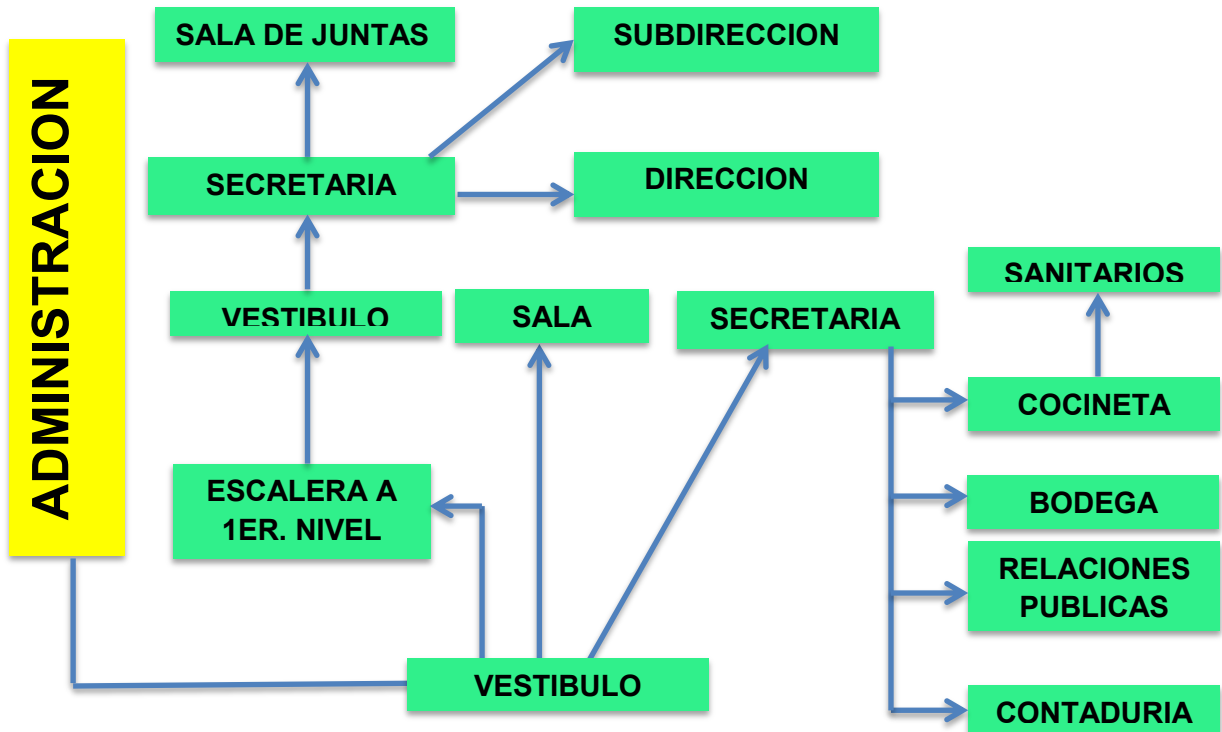 ADMINISTRACION
SALA DE JUNTAS
SUBDIRECCION
SECRETARIA
DIRECCION
VESTIBULO
SALA
SECRETARIA
SANITARIOS
COCINETA
ESCALERA A
1ER. NIVEL
BODEGA
RELACIONES
PUBLICAS
VESTIBULO
CONTADURIA